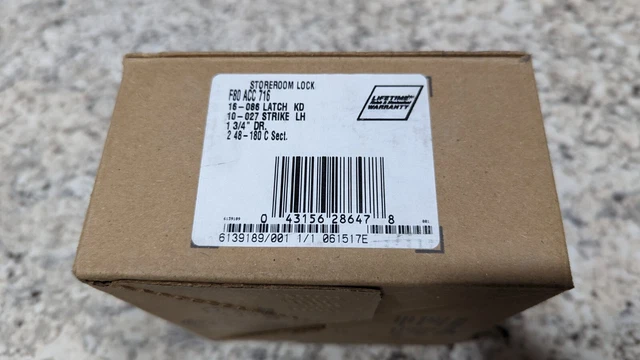 STOREROOM LOCK
F80 ACC 716
16-086 LATCH KD
10-027 STRIKE LH
1 3/4" DR.
2 48-180 C Sect.
LIFETIME
WARRANTY
0 43156 28647 8
6139189/001 1/1 061517E